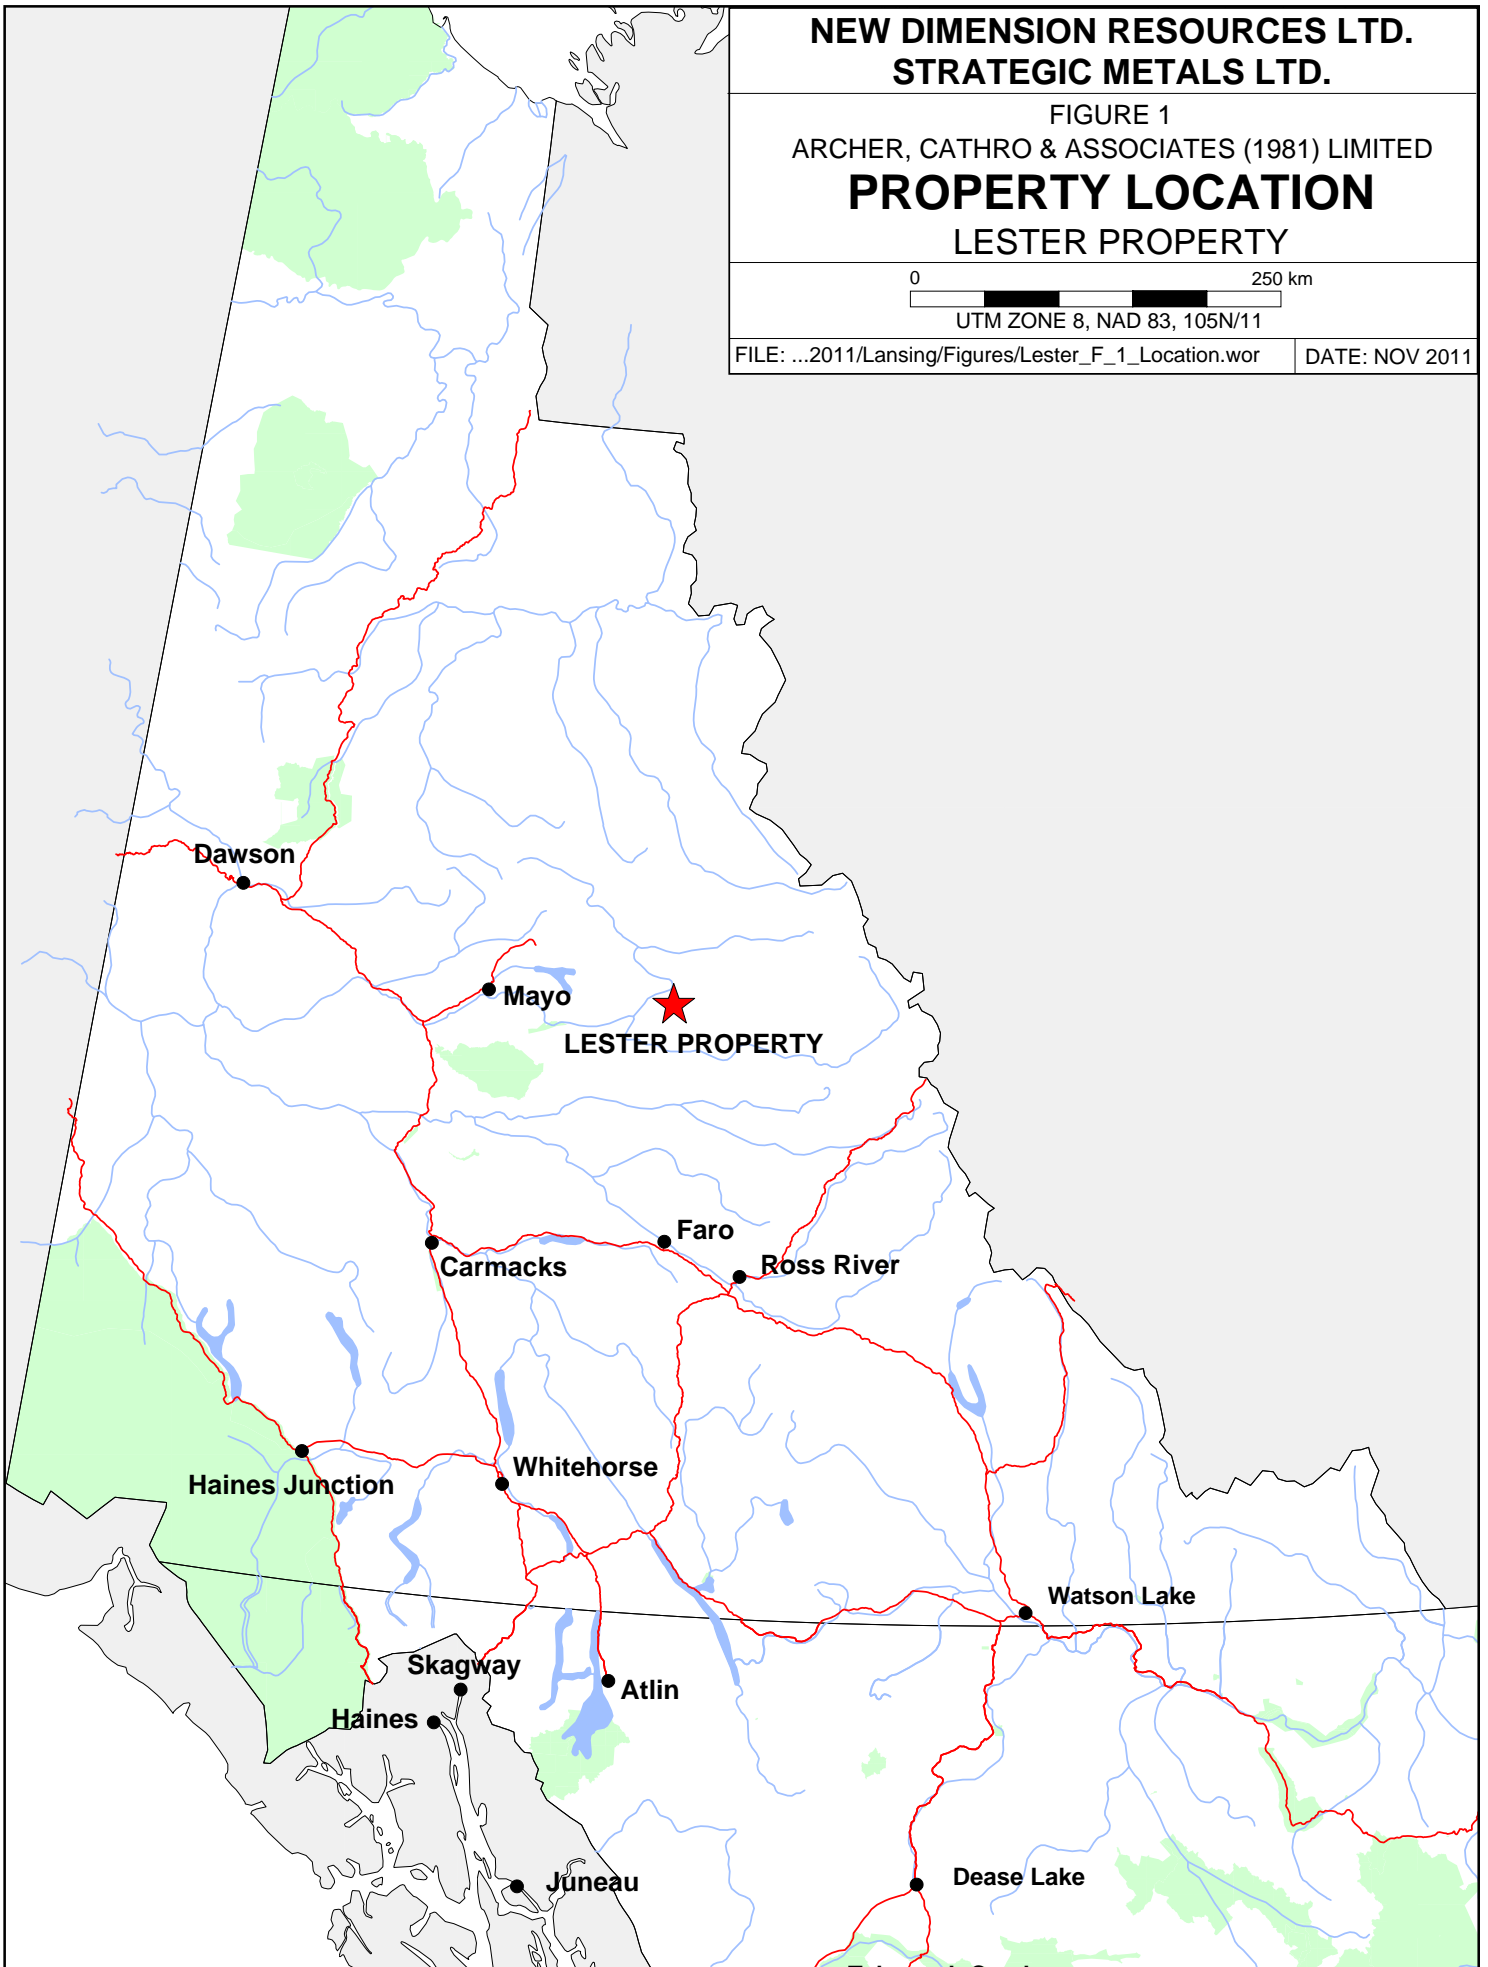 NEW DIMENSION RESOURCES LTD.
STRATEGIC METALS LTD.
FIGURE 1
ARCHER, CATHRO & ASSOCIATES (1981) LIMITED
PROPERTY LOCATION
LESTER PROPERTY
0 250 km
UTM ZONE 8, NAD 83, 105N/11
FILE: ...2011/Lansing/Figures/Lester_F_1_Location.wor DATE: NOV 2011
Dawson
Mayo
LESTER PROPERTY
Faro
Ross River
Carmacks
Whitehorse
Haines Junction
Watson Lake
Skagway
Atlin
Haines
Juneau
Dease Lake